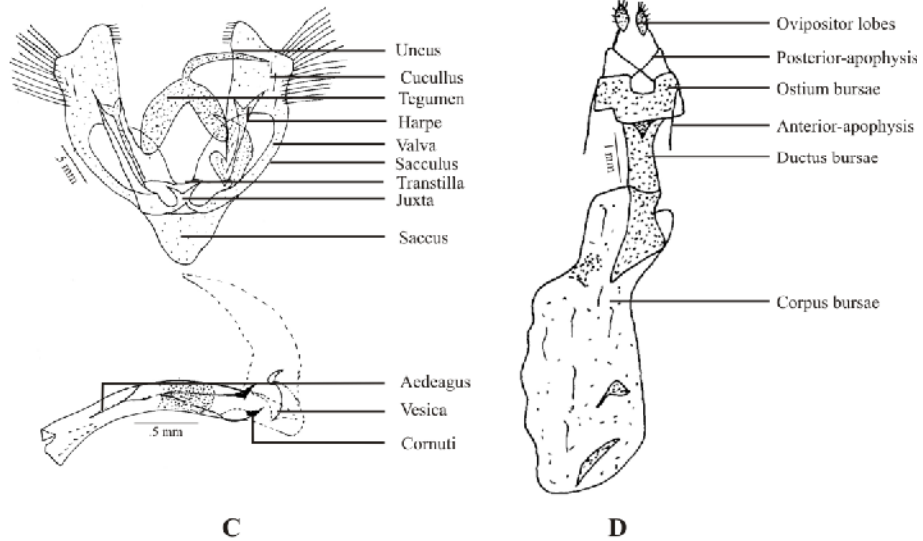 Uncus
Cucullus
Tegumen
Harpe
Valva
Sacculus
Transtilla
Juxta
Saccus
.5 mm
Aedeagus
Vesica
Cornuti
.5 mm
C
Ovipositor lobes
Posterior-apophysis
Ostium bursae
Anterior-apophysis
Ductus bursae
1 mm
Corpus bursae
D